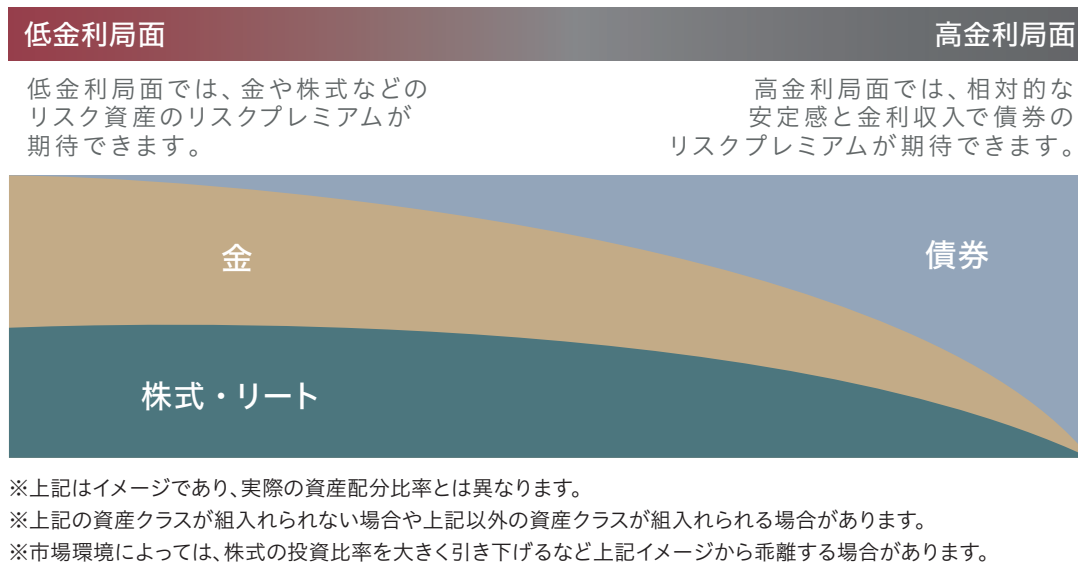 低金利局面
高金利局面
低金利局面では、金や株式などの
リスク資産のリスクプレミアムが
期待できます。
高金利局面では、相対的な
安定感と金利収入で債券の
リスクプレミアムが期待できます。
金
債券
株式・リート
※上記はイメージであり、実際の資産配分比率とは異なります。
※上記の資産クラスが組入れられない場合や上記以外の資産クラスが組入れられる場合があります。
※市場環境によっては、株式の投資比率を大きく引き下げるなど上記イメージから乖離する場合があります。